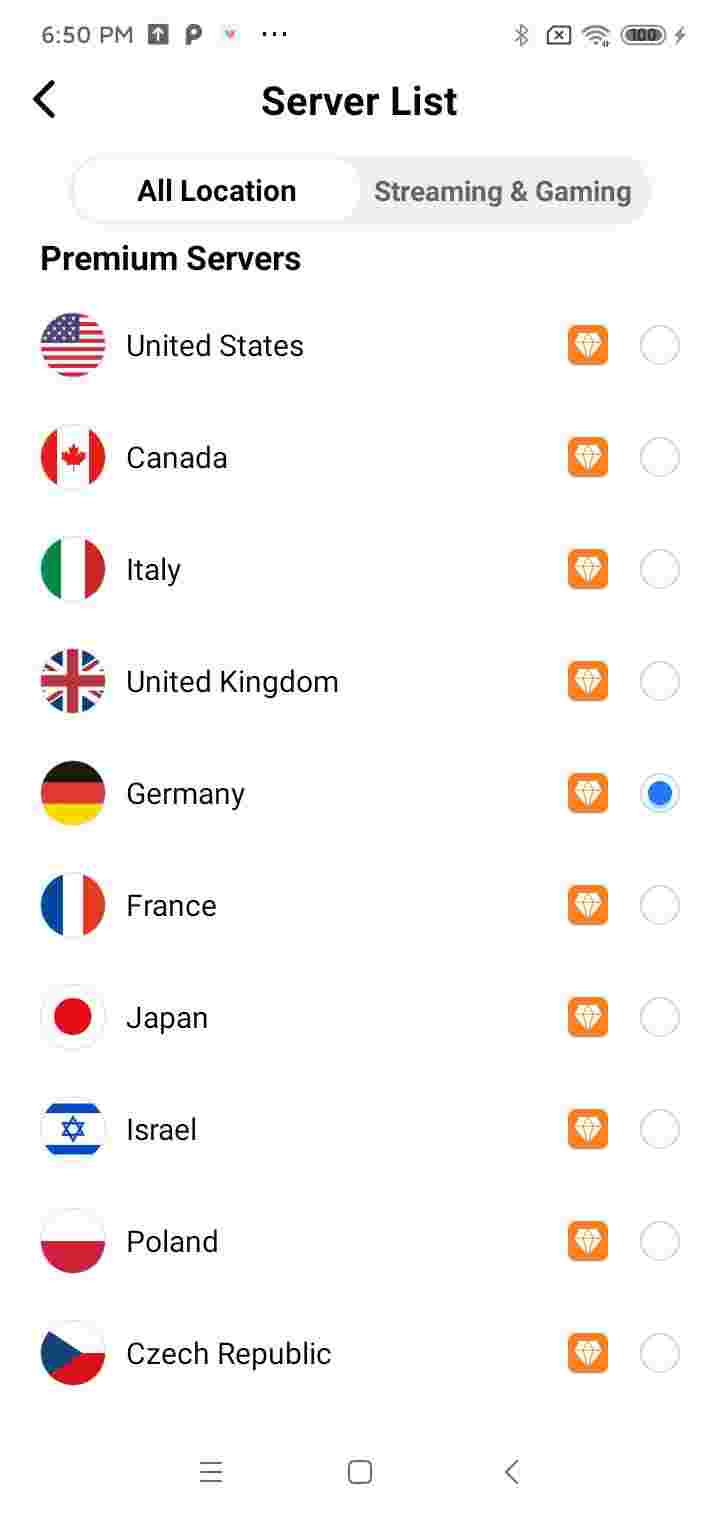 6:50 PM
100
Server List
All Location
Streaming & Gaming
Premium Servers
United States
Canada
Italy
United Kingdom
Germany
France
Japan
Israel
Poland
Czech Republic